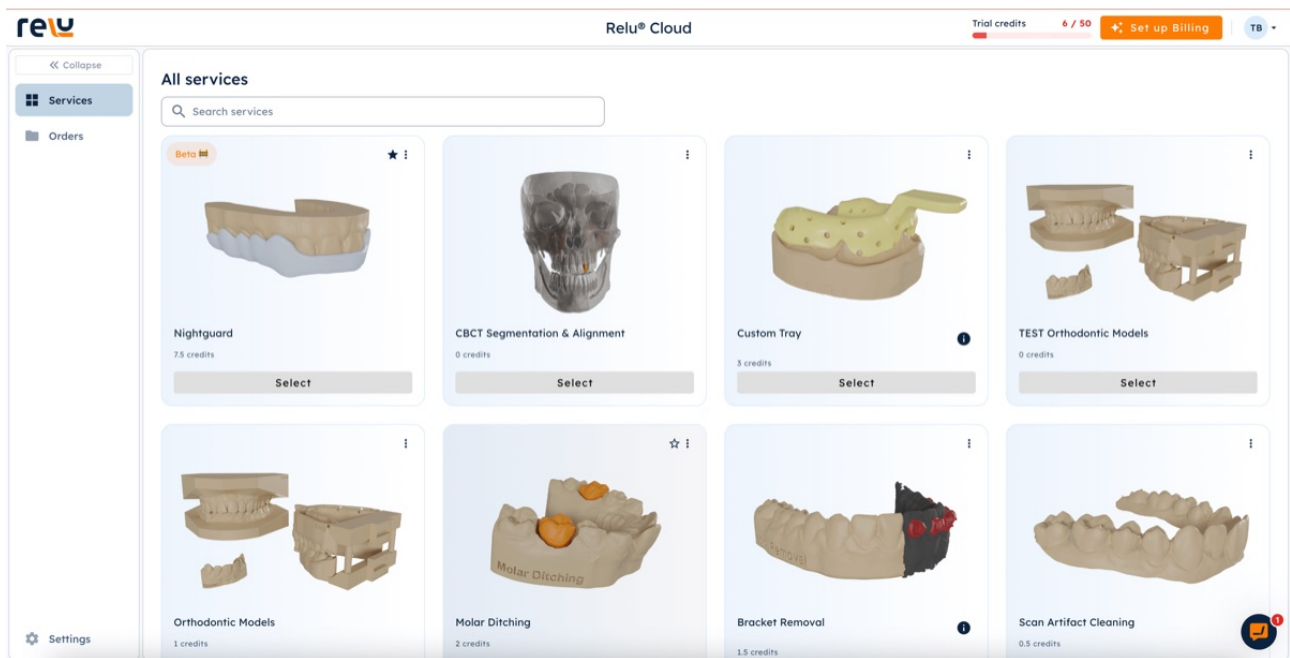 relu
Relu® Cloud
Trial credits 6 / 50
Set up Billing
TB
Collapse
Services
Orders
Settings
All services
Search services
Beta
Nightguard
7.5 credits
Select
CBCT Segmentation & Alignment
0 credits
Select
Custom Tray
3 credits
Select
TEST Orthodontic Models
0 credits
Select
Orthodontic Models
1 credits
Molar Ditching
Molar Ditching
2 credits
Removal
Bracket Removal
1.5 credits
Scan Artifact Cleaning
0.5 credits
1